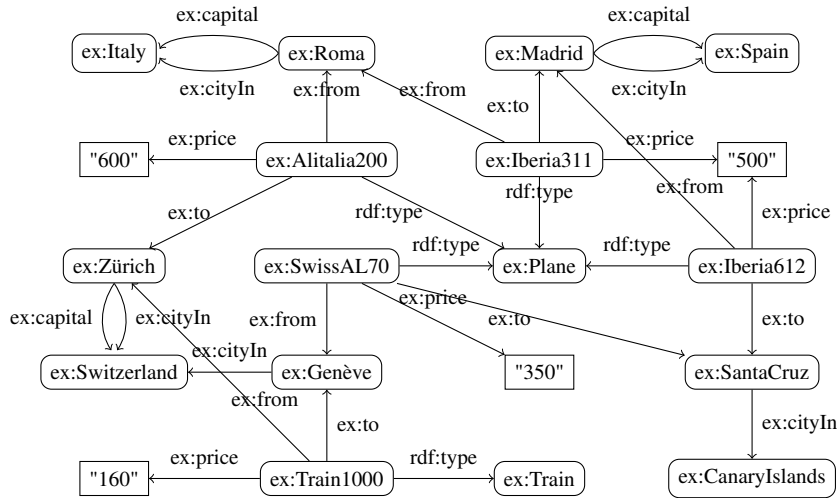 ex:capital
ex:capital
ex:Italy
ex:Roma
ex:Madrid
ex:Spain
ex:cityIn
ex:cityIn
ex:from
ex:from
ex:to
ex:price
ex:price
"600"
ex:Alitalia200
ex:Iberia311
"500"
ex:from
rdf:type
ex:to
rdf:type
ex:price
rdf:type
rdf:type
ex:Zürich
ex:SwissAL70
ex:Plane
ex:Iberia612
ex:price
ex:capital
ex:cityIn
ex:from
ex:to
ex:to
ex:cityIn
ex:Switzerland
ex:Genève
"350"
ex:SantaCruz
ex:from
ex:to
ex:cityIn
ex:price
rdf:type
"160"
ex:Train1000
ex:Train
ex:CanaryIslands